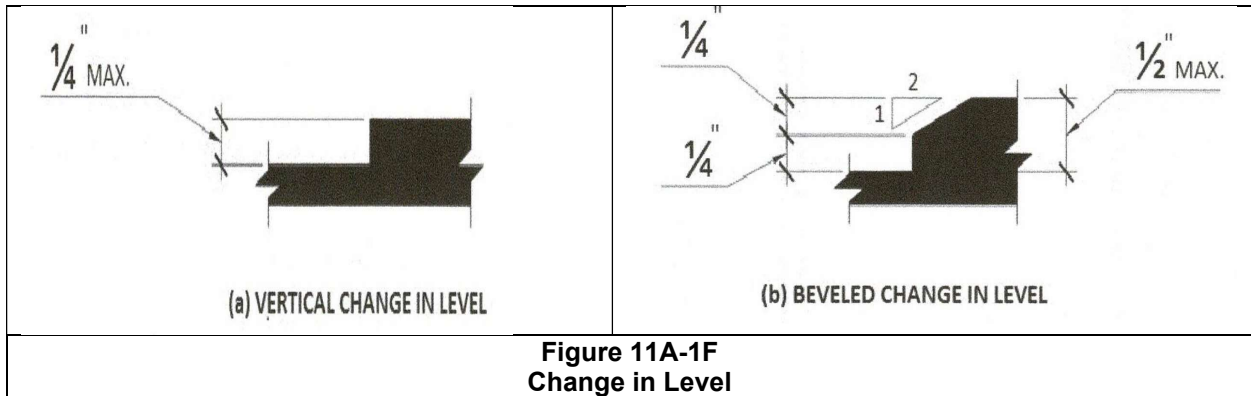 1/4" MAX.
(a) VERTICAL CHANGE IN LEVEL
1/4"
1/4"
2
1
1/2" MAX.
(b) BEVELED CHANGE IN LEVEL
Figure 11A-1F
Change in Level